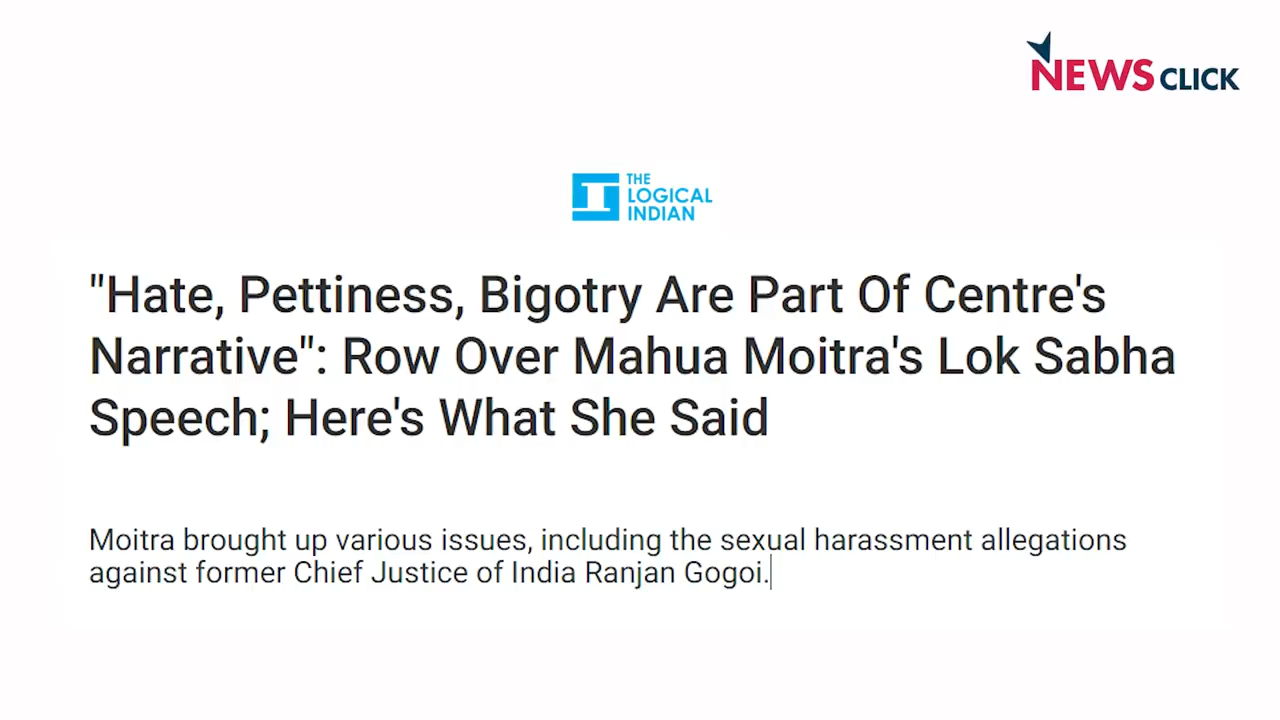 NEWS CLICK
THE
LOGICAL
INDIAN
"Hate, Pettiness, Bigotry Are Part Of Centre's
Narrative": Row Over Mahua Moitra's Lok Sabha
Speech; Here's What She Said
Moitra brought up various issues, including the sexual harassment allegations
against former Chief Justice of India Ranjan Gogoi.